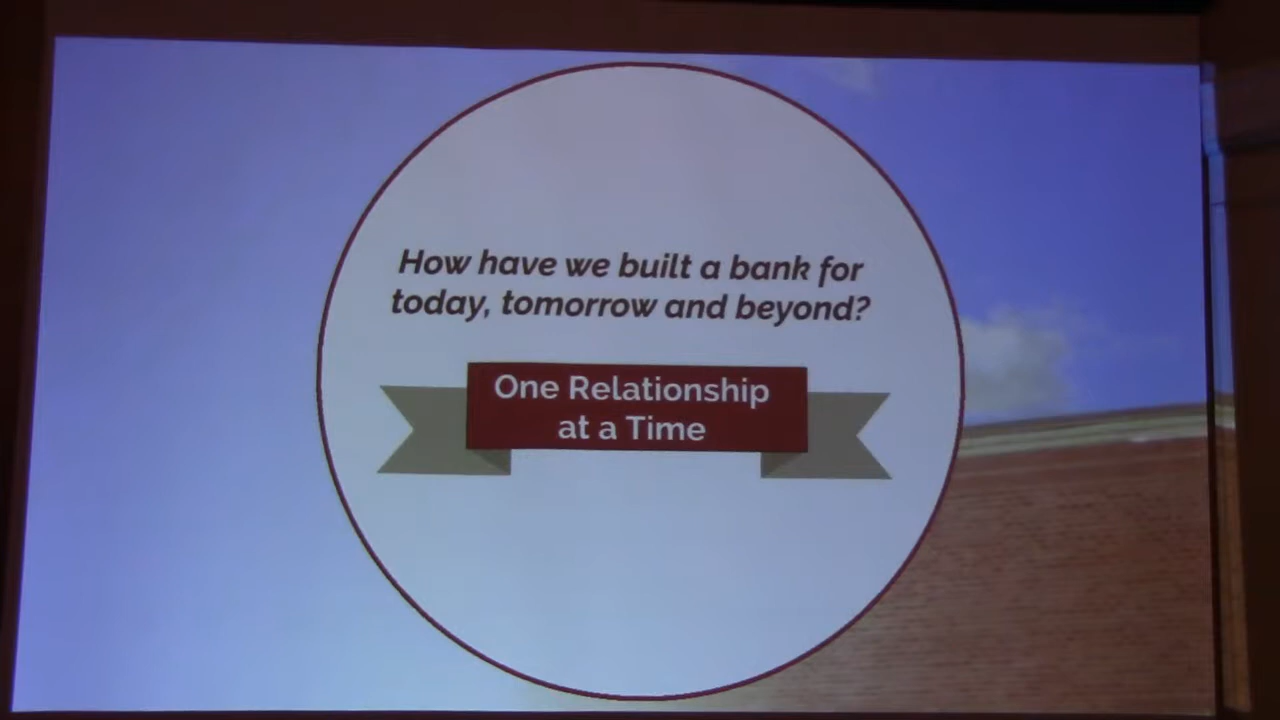 How have we built a bank for
today, tomorrow and beyond?
One Relationship
at a Time